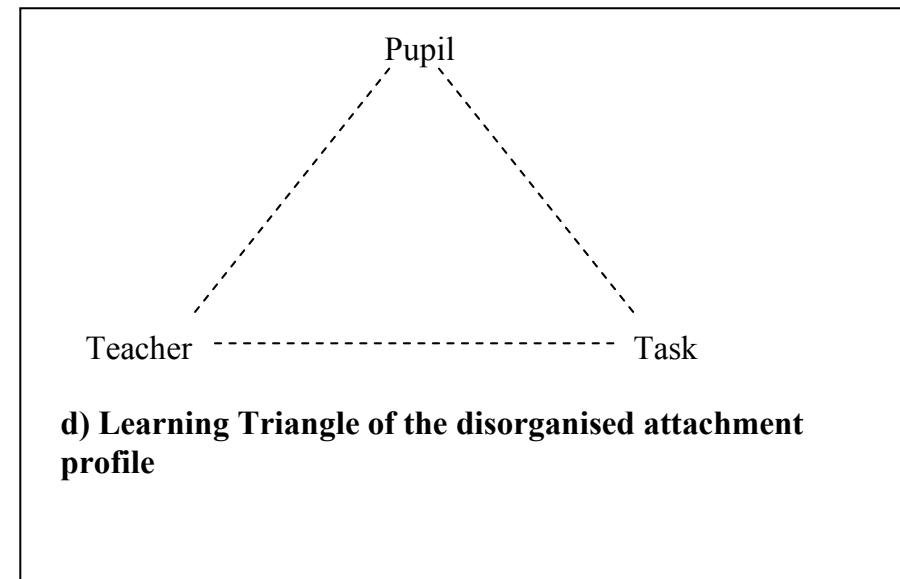 Pupil
Teacher
Task
d) Learning Triangle of the disorganised attachment
profile